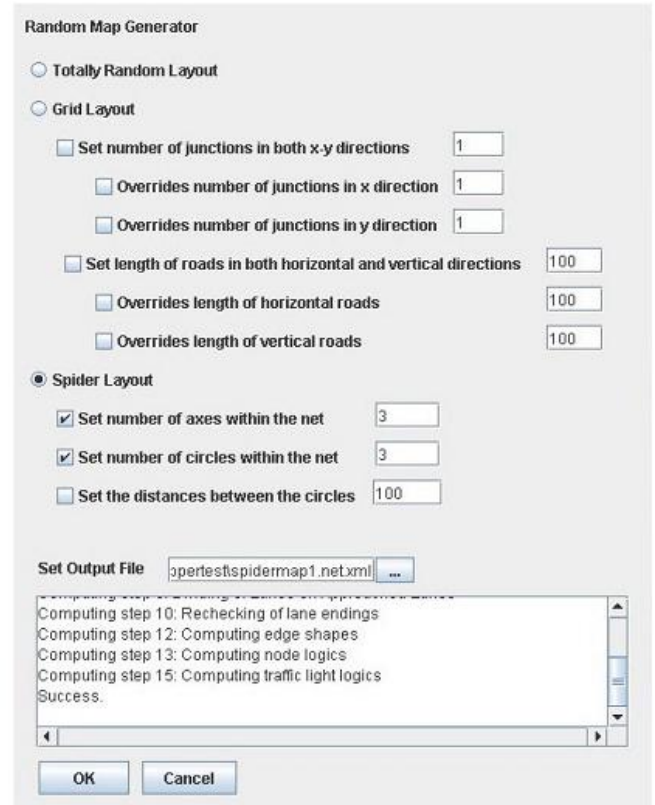 Random Map Generator
Totally Random Layout
Grid Layout
Set number of junctions in both x-y directions 1
Overrides number of junctions in x direction 1
Overrides number of junctions in y direction 1
Set length of roads in both horizontal and vertical directions 100
Overrides length of horizontal roads 100
Overrides length of vertical roads 100
Spider Layout
Set number of axes within the net 3
Set number of circles within the net 3
Set the distances between the circles 100
Set Output File opertest\spidermap1.net.xml ...
Computing step 10: Rechecking of lane endings
Computing step 12: Computing edge shapes
Computing step 13: Computing node logics
Computing step 15: Computing traffic light logics
Success.
OK Cancel